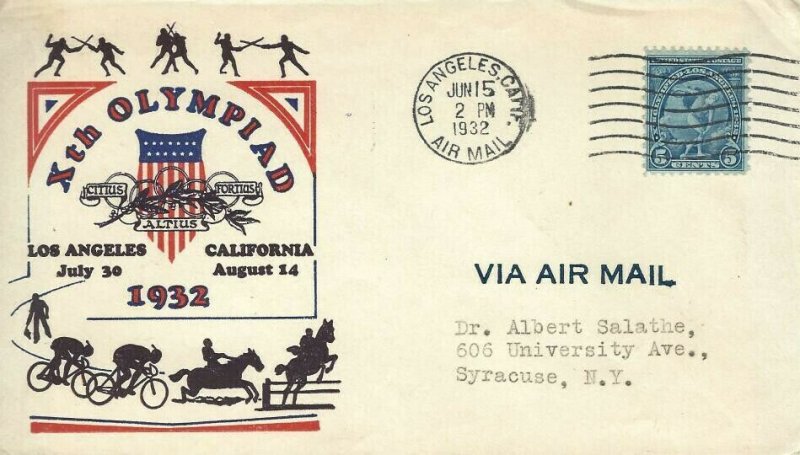 Xth OLYMPIAD
CITIUS FORTIUS
ALTIUS
LOS ANGELES CALIFORNIA
July 30 August 14
1932
LOS ANGELES, CALIF.
JUN 15
2 PM
1932
AIR MAIL
5 CENTS 5
VIA AIR MAIL
Dr. Albert Salathe,
606 University Ave.,
Syracuse, N.Y.